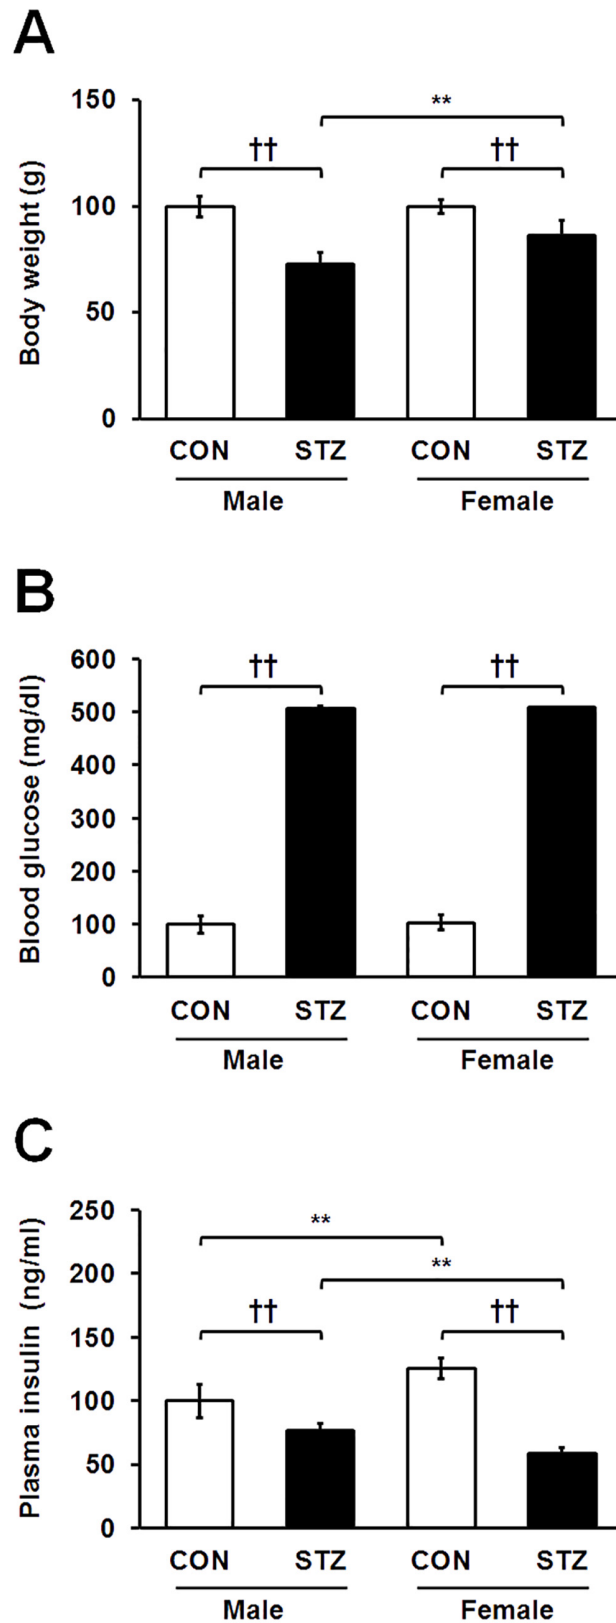 A
Body weight (g)
150
100
50
0
**
†† ††
CON STZ CON STZ
Male Female
B
Blood glucose (mg/dl)
600
500
400
300
200
100
0
†† ††
CON STZ CON STZ
Male Female
C
Plasma insulin (ng/ml)
250
200
150
100
50
0
**
**
†† ††
CON STZ CON STZ
Male Female